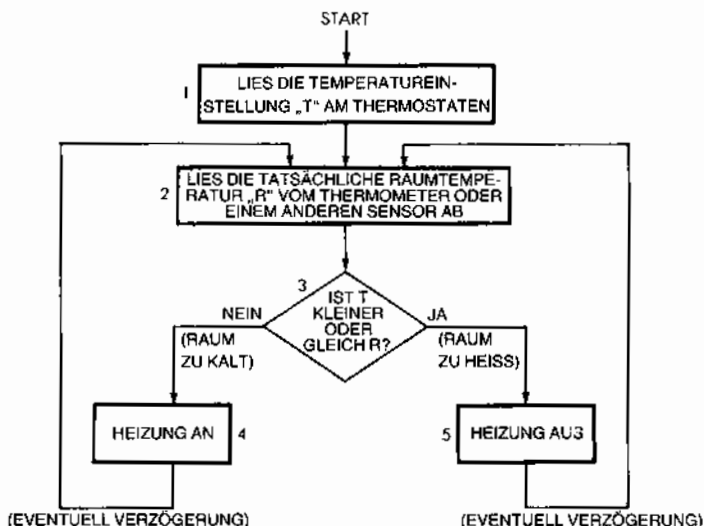 START
1
LIES DIE TEMPERATUREIN-
STELLUNG „T" AM THERMOSTATEN
2
LIES DIE TATSÄCHLICHE RAUMTEMPE-
RATUR „R" VOM THERMOMETER ODER
EINEM ANDEREN SENSOR AB
3
IST T
KLEINER
ODER
GLEICH R?
NEIN
(RAUM
ZU KALT)
JA
(RAUM
ZU HEISS)
HEIZUNG AN
4
5
HEIZUNG AUS
(EVENTUELL VERZÖGERUNG)
(EVENTUELL VERZÖGERUNG)